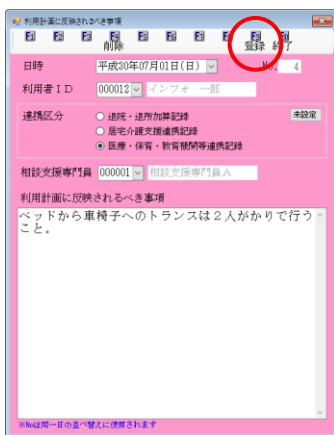 利用計画に反映されるべき事項
削除 登録 終了
日時 平成30年07月01日(日) No. 4
利用者ID 000012 インフォ 一郎
連携区分 退院・退所加算記録 未設定
居宅介護支援連携記録
医療・保育・教育機関等連携記録
相談支援専門員 000001 相談支援専門員A
利用計画に反映されるべき事項
ベッドから車椅子へのトランスは2人がかりで行う
こと。
※Noは同一日の並べ替えに使用されます